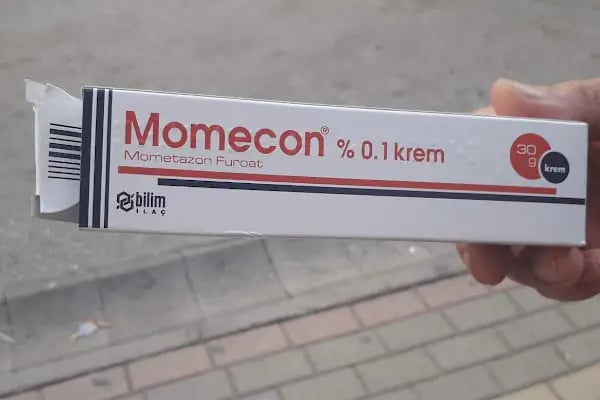 Momecon® % 0.1 krem
Mometazon Furoat
30
g
krem
bilim
İLAÇ